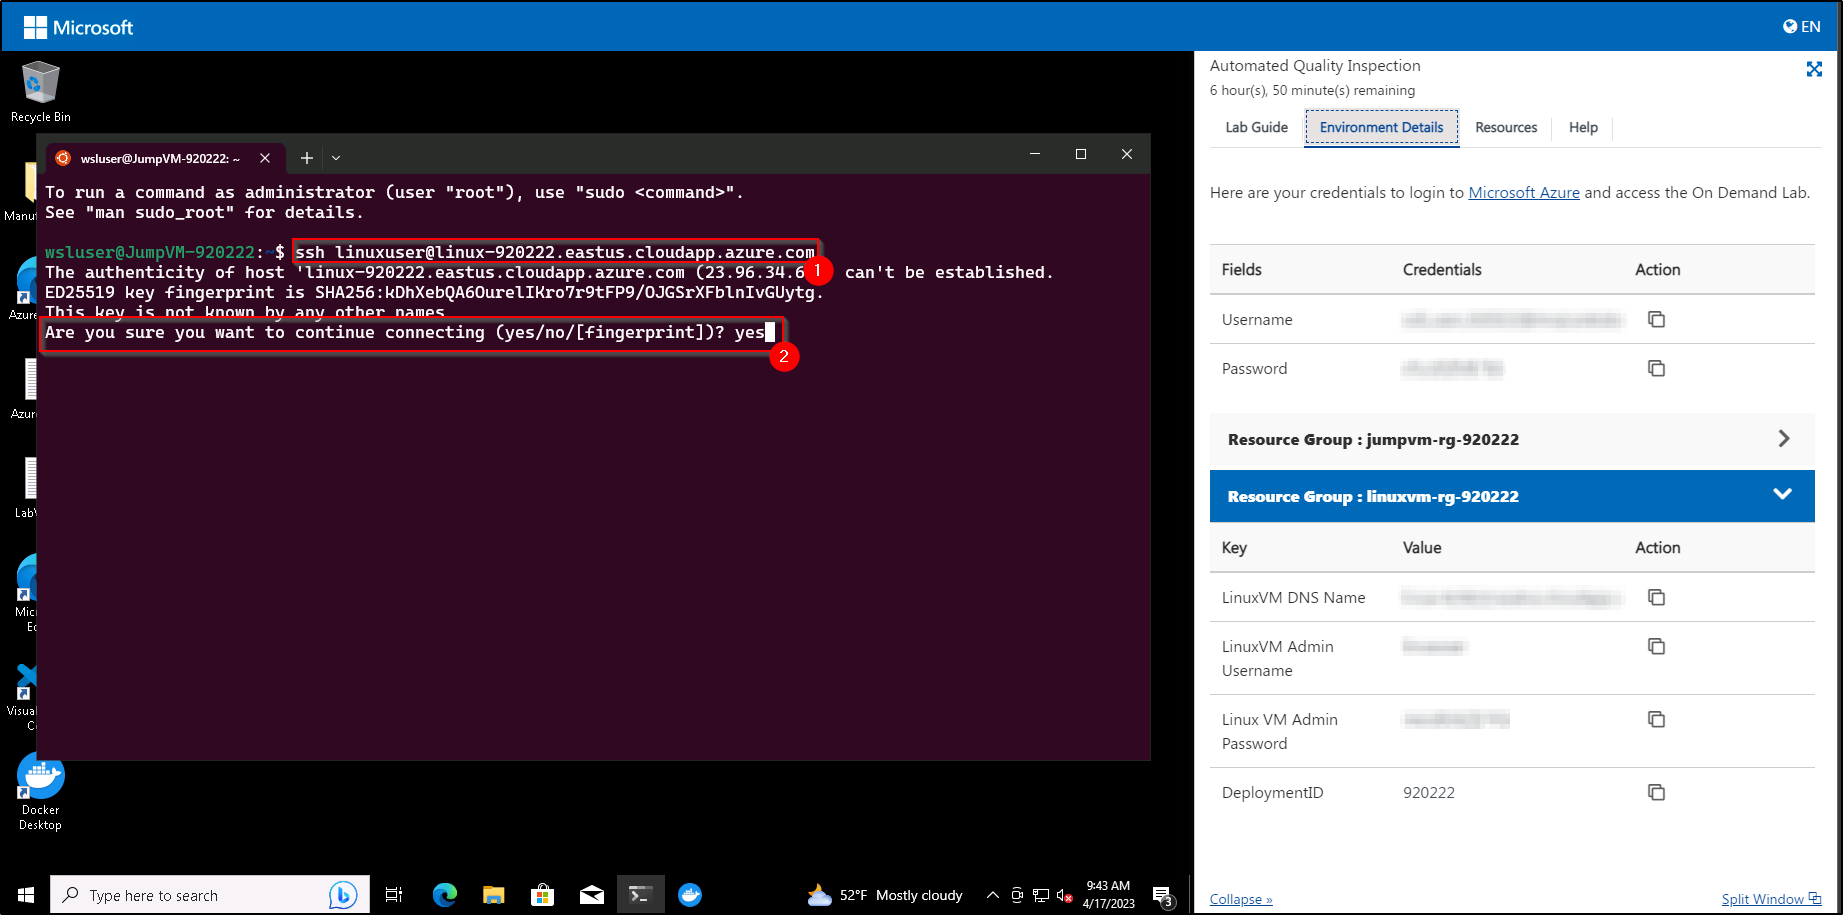 Microsoft
EN
Recycle Bin
Automated Quality Inspection
6 hour(s), 50 minute(s) remaining
Lab Guide
Environment Details
Resources
Help
wsluser@JumpVM-920222: ~
To run a command as administrator (user "root"), use "sudo <command>".
See "man sudo_root" for details.
wsluser@JumpVM-920222:~$ ssh linuxuser@linux-920222.eastus.cloudapp.azure.com
The authenticity of host 'linux-920222.eastus.cloudapp.azure.com (23.96.34.6 can't be established.
1
ED25519 key fingerprint is SHA256:kDhXebQA6OurelIKro7r9tFP9/OJGSrXFblnIvGUytg.
This key is not known by any other names
Are you sure you want to continue connecting (yes/no/[fingerprint])? yes
2
Manuf
Azure
Azur
LabV
Mic
Ec
Visua
C
Docker
Desktop
Here are your credentials to login to Microsoft Azure and access the On Demand Lab.
Fields Credentials Action
Username
Password
Resource Group : jumpvm-rg-920222
Resource Group : linuxvm-rg-920222
Key Value Action
LinuxVM DNS Name
LinuxVM Admin
Username
Linux VM Admin
Password
DeploymentID 920222
Collapse »
Split Window
Type here to search
52°F Mostly cloudy
9:43 AM
4/17/2023
3